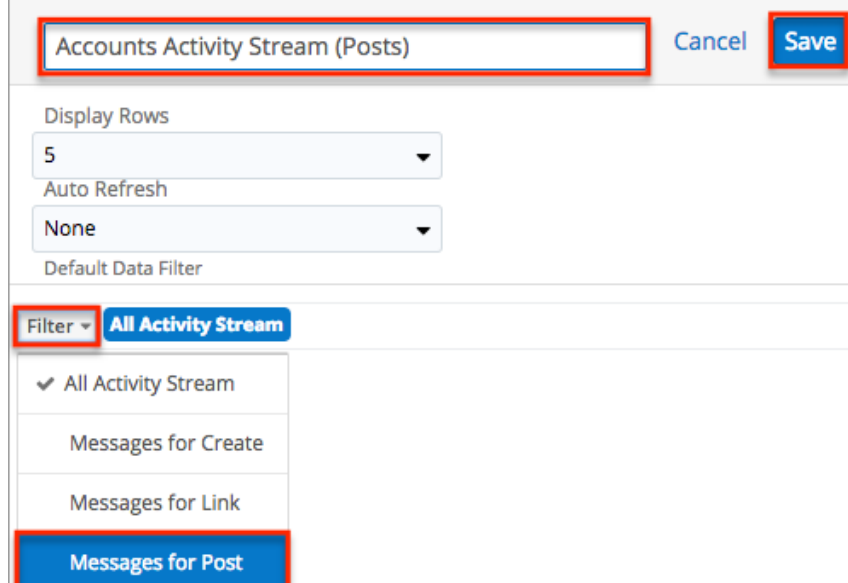 Accounts Activity Stream (Posts) Cancel Save
Display Rows
5
Auto Refresh
None
Default Data Filter
Filter All Activity Stream
All Activity Stream
Messages for Create
Messages for Link
Messages for Post